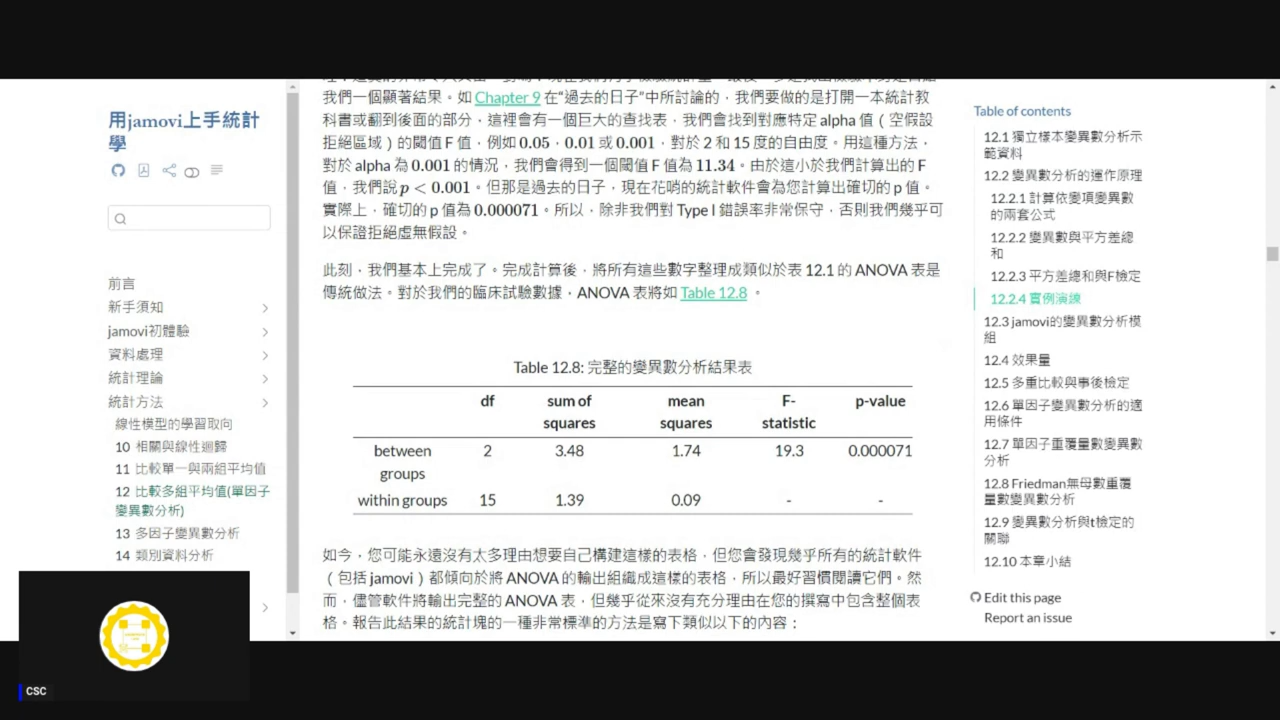 用jamovi上手統計
學
前言
新手須知
jamovi初體驗
資料處理
統計理論
統計方法
線性模型的學習取向
10 相關與線性迴歸
11 比較單一與兩組平均值
12 比較多組平均值(單因子
變異數分析)
13 多因子變異數分析
14 類別資料分析
我們一個顯著結果。如 Chapter 9 在“過去的日子”中所討論的，我們要做的是打開一本統計教
科書或翻到後面的部分，這裡會有一個巨大的查找表，我們會找到對應特定 alpha 值（空假設
拒絕區域）的閾值 F 值，例如 0.05，0.01 或 0.001，對於 2 和 15 度的自由度。用這種方法，
對於 alpha 為 0.001 的情況，我們會得到一個閾值 F 值為 11.34。由於這小於我們計算出的 F
值，我們說 p < 0.001。但那是過去的日子，現在花哨的統計軟件會為您計算出確切的 p 值。
實際上，確切的 p 值為 0.000071。所以，除非我們對 Type I 錯誤率非常保守，否則我們幾乎可
以保證拒絕虛無假設。
此刻，我們基本上完成了。完成計算後，將所有這些數字整理成類似於表 12.1 的 ANOVA 表是
傳統做法。對於我們的臨床試驗數據，ANOVA 表將如 Table 12.8 。
Table 12.8: 完整的變異數分析結果表
df sum of squares mean squares F-statistic p-value
between groups 2 3.48 1.74 19.3 0.000071
within groups 15 1.39 0.09 - -
如今，您可能永遠沒有太多理由想要自己構建這樣的表格，但您會發現幾乎所有的統計軟件
（包括 jamovi ）都傾向於將 ANOVA 的輸出組織成這樣的表格，所以最好習慣閱讀它們。然
而，儘管軟件將輸出完整的 ANOVA 表，但幾乎從來沒有充分理由在您的撰寫中包含整個表
格。報告此結果的統計塊的一種非常標準的方法是寫下類似以下的內容：
Table of contents
12.1 獨立樣本變異數分析示
範資料
12.2 變異數分析的運作原理
12.2.1 計算依變項變異數
的兩套公式
12.2.2 變異數與平方差總
和
12.2.3 平方差總和與F檢定
12.2.4 實例演練
12.3 jamovi的變異數分析模
組
12.4 效果量
12.5 多重比較與事後檢定
12.6 單因子變異數分析的適
用條件
12.7 單因子重覆量數變異數
分析
12.8 Friedman無母數重覆
量數變異數分析
12.9 變異數分析與t檢定的
關聯
12.10 本章小結
Edit this page
Report an issue
CSC